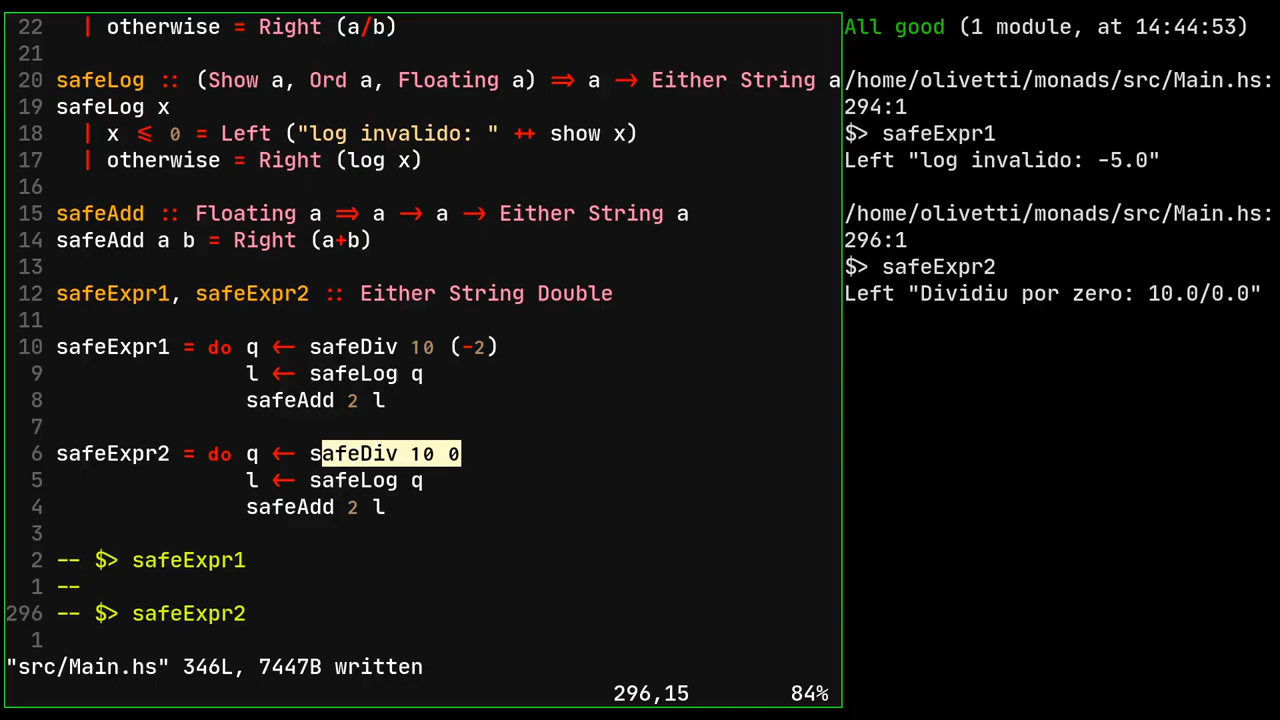 22 | otherwise = Right (a/b)
21
20 safeLog :: (Show a, Ord a, Floating a) => a -> Either String a
19 safeLog x
18 | x <= 0 = Left ("log invalido: " ++ show x)
17 | otherwise = Right (log x)
16
15 safeAdd :: Floating a => a -> a -> Either String a
14 safeAdd a b = Right (a+b)
13
12 safeExpr1, safeExpr2 :: Either String Double
11
10 safeExpr1 = do q <- safeDiv 10 (-2)
9 l <- safeLog q
8 safeAdd 2 l
7
6 safeExpr2 = do q <- safeDiv 10 0
5 l <- safeLog q
4 safeAdd 2 l
3
2 -- $> safeExpr1
1 --
296 -- $> safeExpr2
1
"src/Main.hs" 346L, 7447B written
296,15 84%
All good (1 module, at 14:44:53)
/home/olivetti/monads/src/Main.hs:
294:1
$> safeExpr1
Left "log invalido: -5.0"
/home/olivetti/monads/src/Main.hs:
296:1
$> safeExpr2
Left "Dividiu por zero: 10.0/0.0"